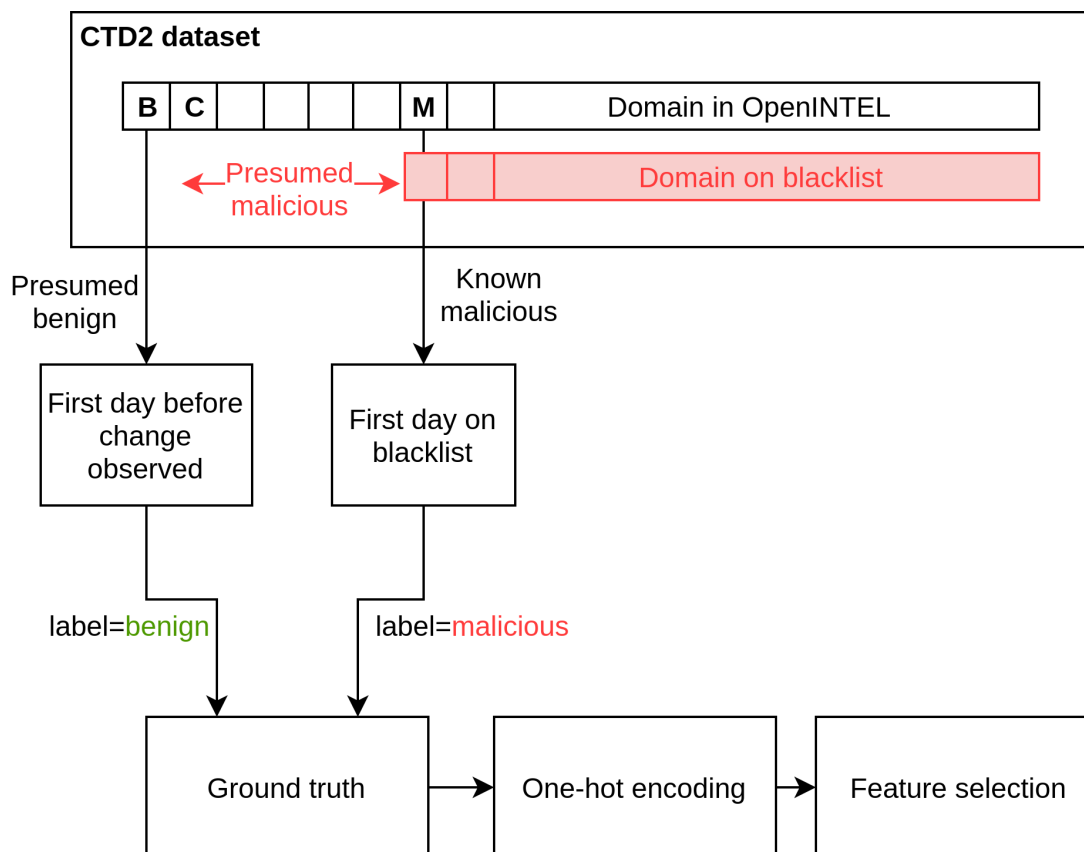 CTD2 dataset
B C M Domain in OpenINTEL
Presumed
malicious
Domain on blacklist
Presumed
benign
Known
malicious
First day before
change
observed
First day on
blacklist
label=benign
label=malicious
Ground truth
One-hot encoding
Feature selection